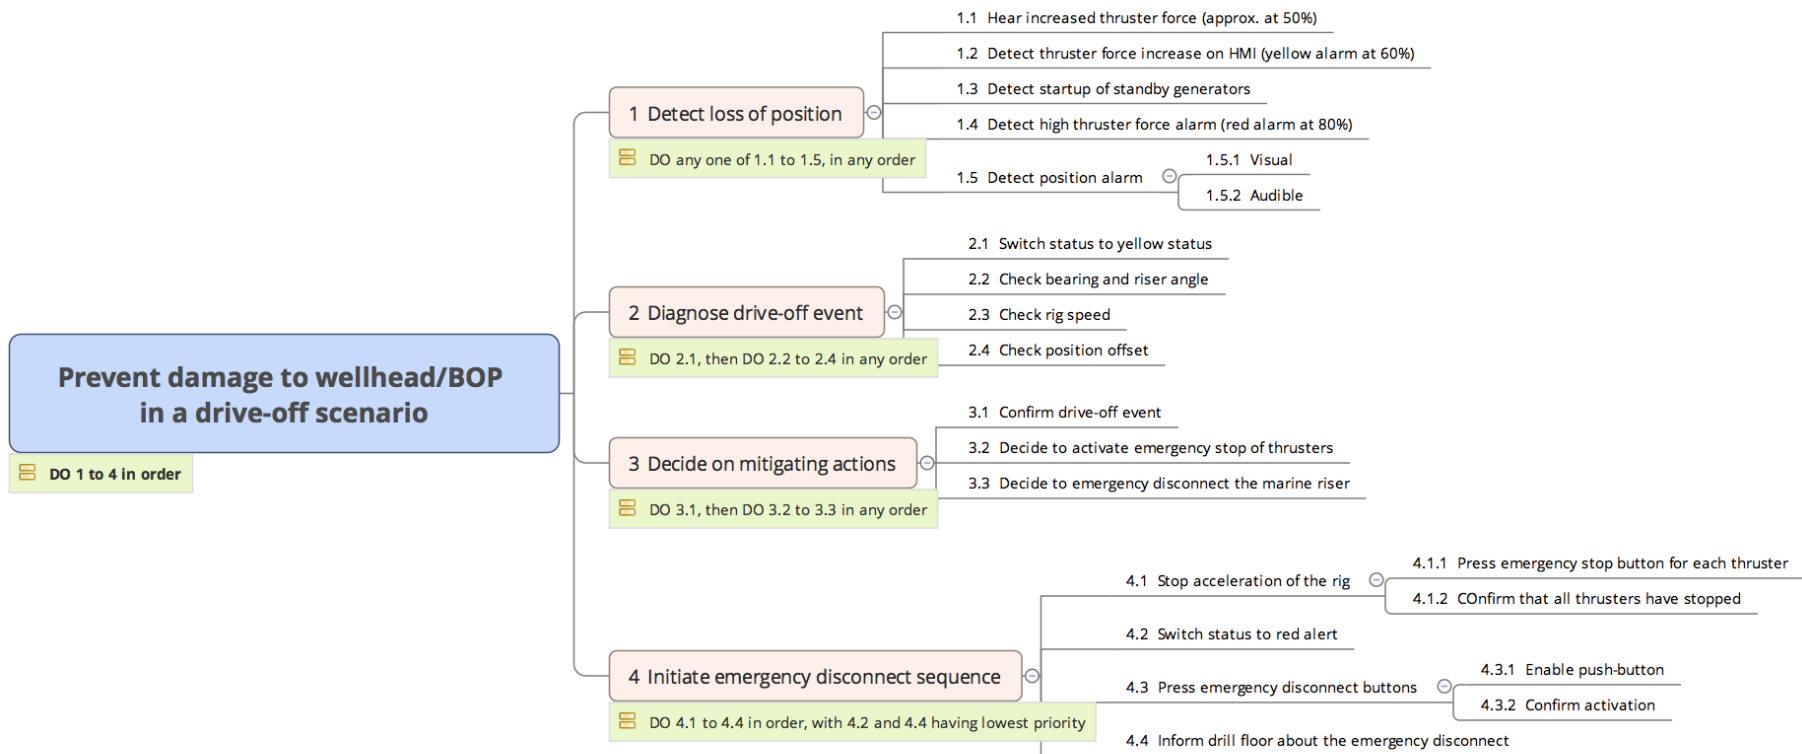 Prevent damage to wellhead/BOP
in a drive-off scenario
DO 1 to 4 in order
1 Detect loss of position
DO any one of 1.1 to 1.5, in any order
1.1 Hear increased thruster force (approx. at 50%)
1.2 Detect thruster force increase on HMI (yellow alarm at 60%)
1.3 Detect startup of standby generators
1.4 Detect high thruster force alarm (red alarm at 80%)
1.5 Detect position alarm
1.5.1 Visual
1.5.2 Audible
2 Diagnose drive-off event
DO 2.1, then DO 2.2 to 2.4 in any order
2.1 Switch status to yellow status
2.2 Check bearing and riser angle
2.3 Check rig speed
2.4 Check position offset
3 Decide on mitigating actions
DO 3.1, then DO 3.2 to 3.3 in any order
3.1 Confirm drive-off event
3.2 Decide to activate emergency stop of thrusters
3.3 Decide to emergency disconnect the marine riser
4 Initiate emergency disconnect sequence
DO 4.1 to 4.4 in order, with 4.2 and 4.4 having lowest priority
4.1 Stop acceleration of the rig
4.1.1 Press emergency stop button for each thruster
4.1.2 COnfirm that all thrusters have stopped
4.2 Switch status to red alert
4.3 Press emergency disconnect buttons
4.3.1 Enable push-button
4.3.2 Confirm activation
4.4 Inform drill floor about the emergency disconnect